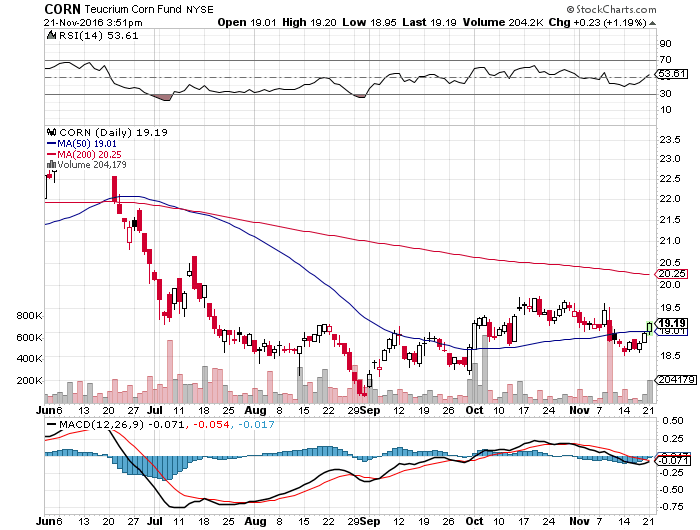 CORN Teucrium Corn Fund NYSE © StockCharts.com
21-Nov-2016 3:51pm Open 19.01 High 19.20 Low 18.95 Last 19.19 Volume 204.2K Chg +0.23 (+1.19%)
RSI(14) 53.61
90
70
53.61
50
30
10
CORN (Daily) 19.19
MA(50) 19.01
MA(200) 20.25
Volume 204,179
23.5
23.0
22.5
22.0
21.5
21.0
20.5
20.25
20.0
19.5
19.19
19.01
18.5
800K
600K
400K
200K
204179
Jun 6 13 20 27 Jul 11 18 25 Aug 8 15 22 29 Sep 12 19 26 Oct 10 17 24 Nov 7 14 21
MACD(12,26,9) -0.071, -0.054, -0.017
0.25
-0.071
-0.25
-0.50
-0.75
Jun 6 13 20 27 Jul 11 18 25 Aug 8 15 22 29 Sep 12 19 26 Oct 10 17 24 Nov 7 14 21